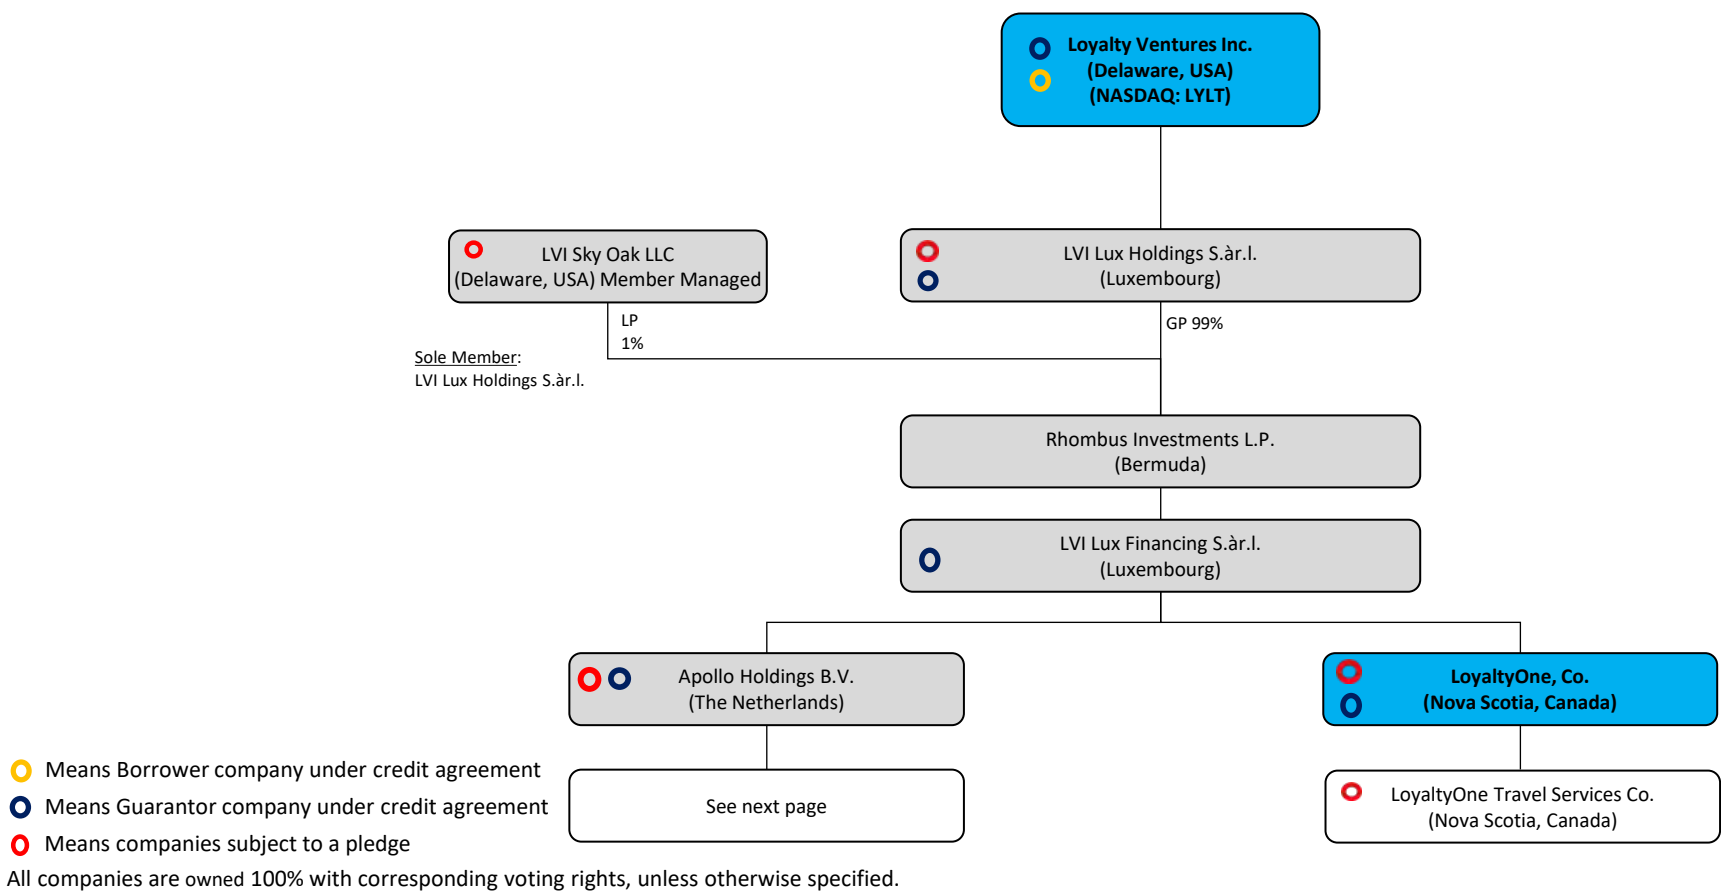 Loyalty Ventures Inc.
(Delaware, USA)
(NASDAQ: LYLT)
LVI Sky Oak LLC
(Delaware, USA) Member Managed
LVI Lux Holdings S.àr.l.
(Luxembourg)
LP
1%
GP 99%
Sole Member:
LVI Lux Holdings S.àr.l.
Rhombus Investments L.P.
(Bermuda)
LVI Lux Financing S.àr.l.
(Luxembourg)
Apollo Holdings B.V.
(The Netherlands)
LoyaltyOne, Co.
(Nova Scotia, Canada)
See next page
LoyaltyOne Travel Services Co.
(Nova Scotia, Canada)
Means Borrower company under credit agreement
Means Guarantor company under credit agreement
Means companies subject to a pledge
All companies are owned 100% with corresponding voting rights, unless otherwise specified.